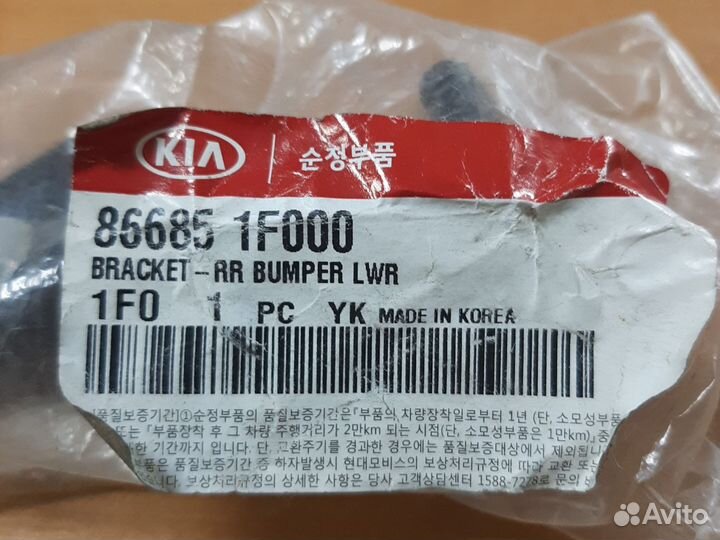 KIA 순정부품
86685 1F000
BRACKET-RR BUMPER LWR
1F0 1 PC YK MADE IN KOREA
[품질보증기간]①순정부품의 품질보증기간은「부품의 차량장착일로부터 1년 (단, 소모성부품
또는「부품장착 후 그 차량 주행거리가 2만km 되는 시점(단, 소모성부품은 1만km)」중
한 기간까지 입니다. 단, 교환주기를 경과한 경우에는 품질보증대상에서 제외됩니
부품은 품질보증기간 중 하자발생시 현대모비스의 보상처리규정에 따라 교환 또는
니다. 보상처리규정의 상세한 사항은 당사 고객상담센터 1588-7278로 문의
Avito